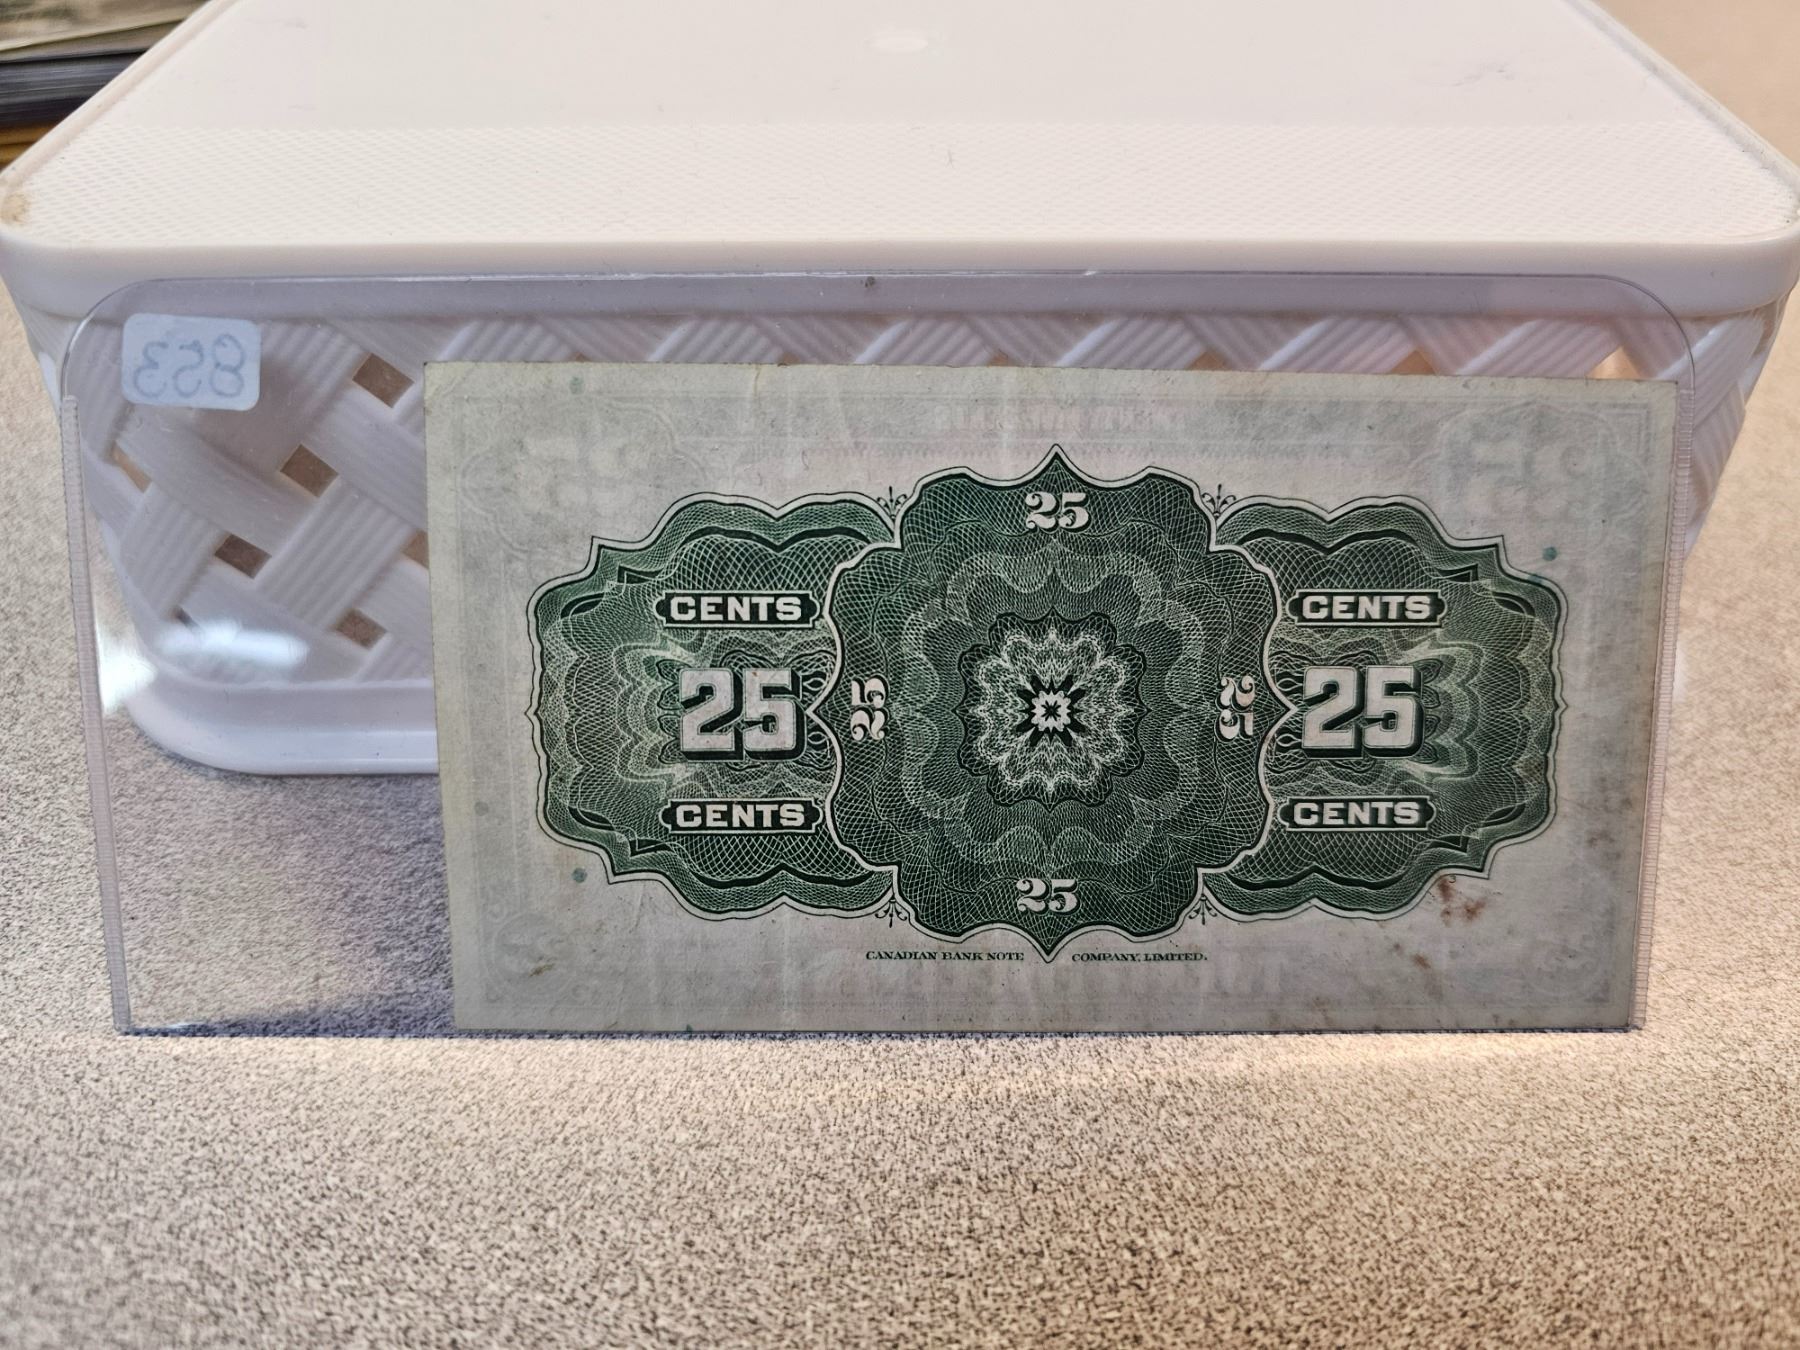 853
25
CENTS CENTS
25 25 25 25
CENTS CENTS
25
CANADIAN BANK NOTE COMPANY, LIMITED.